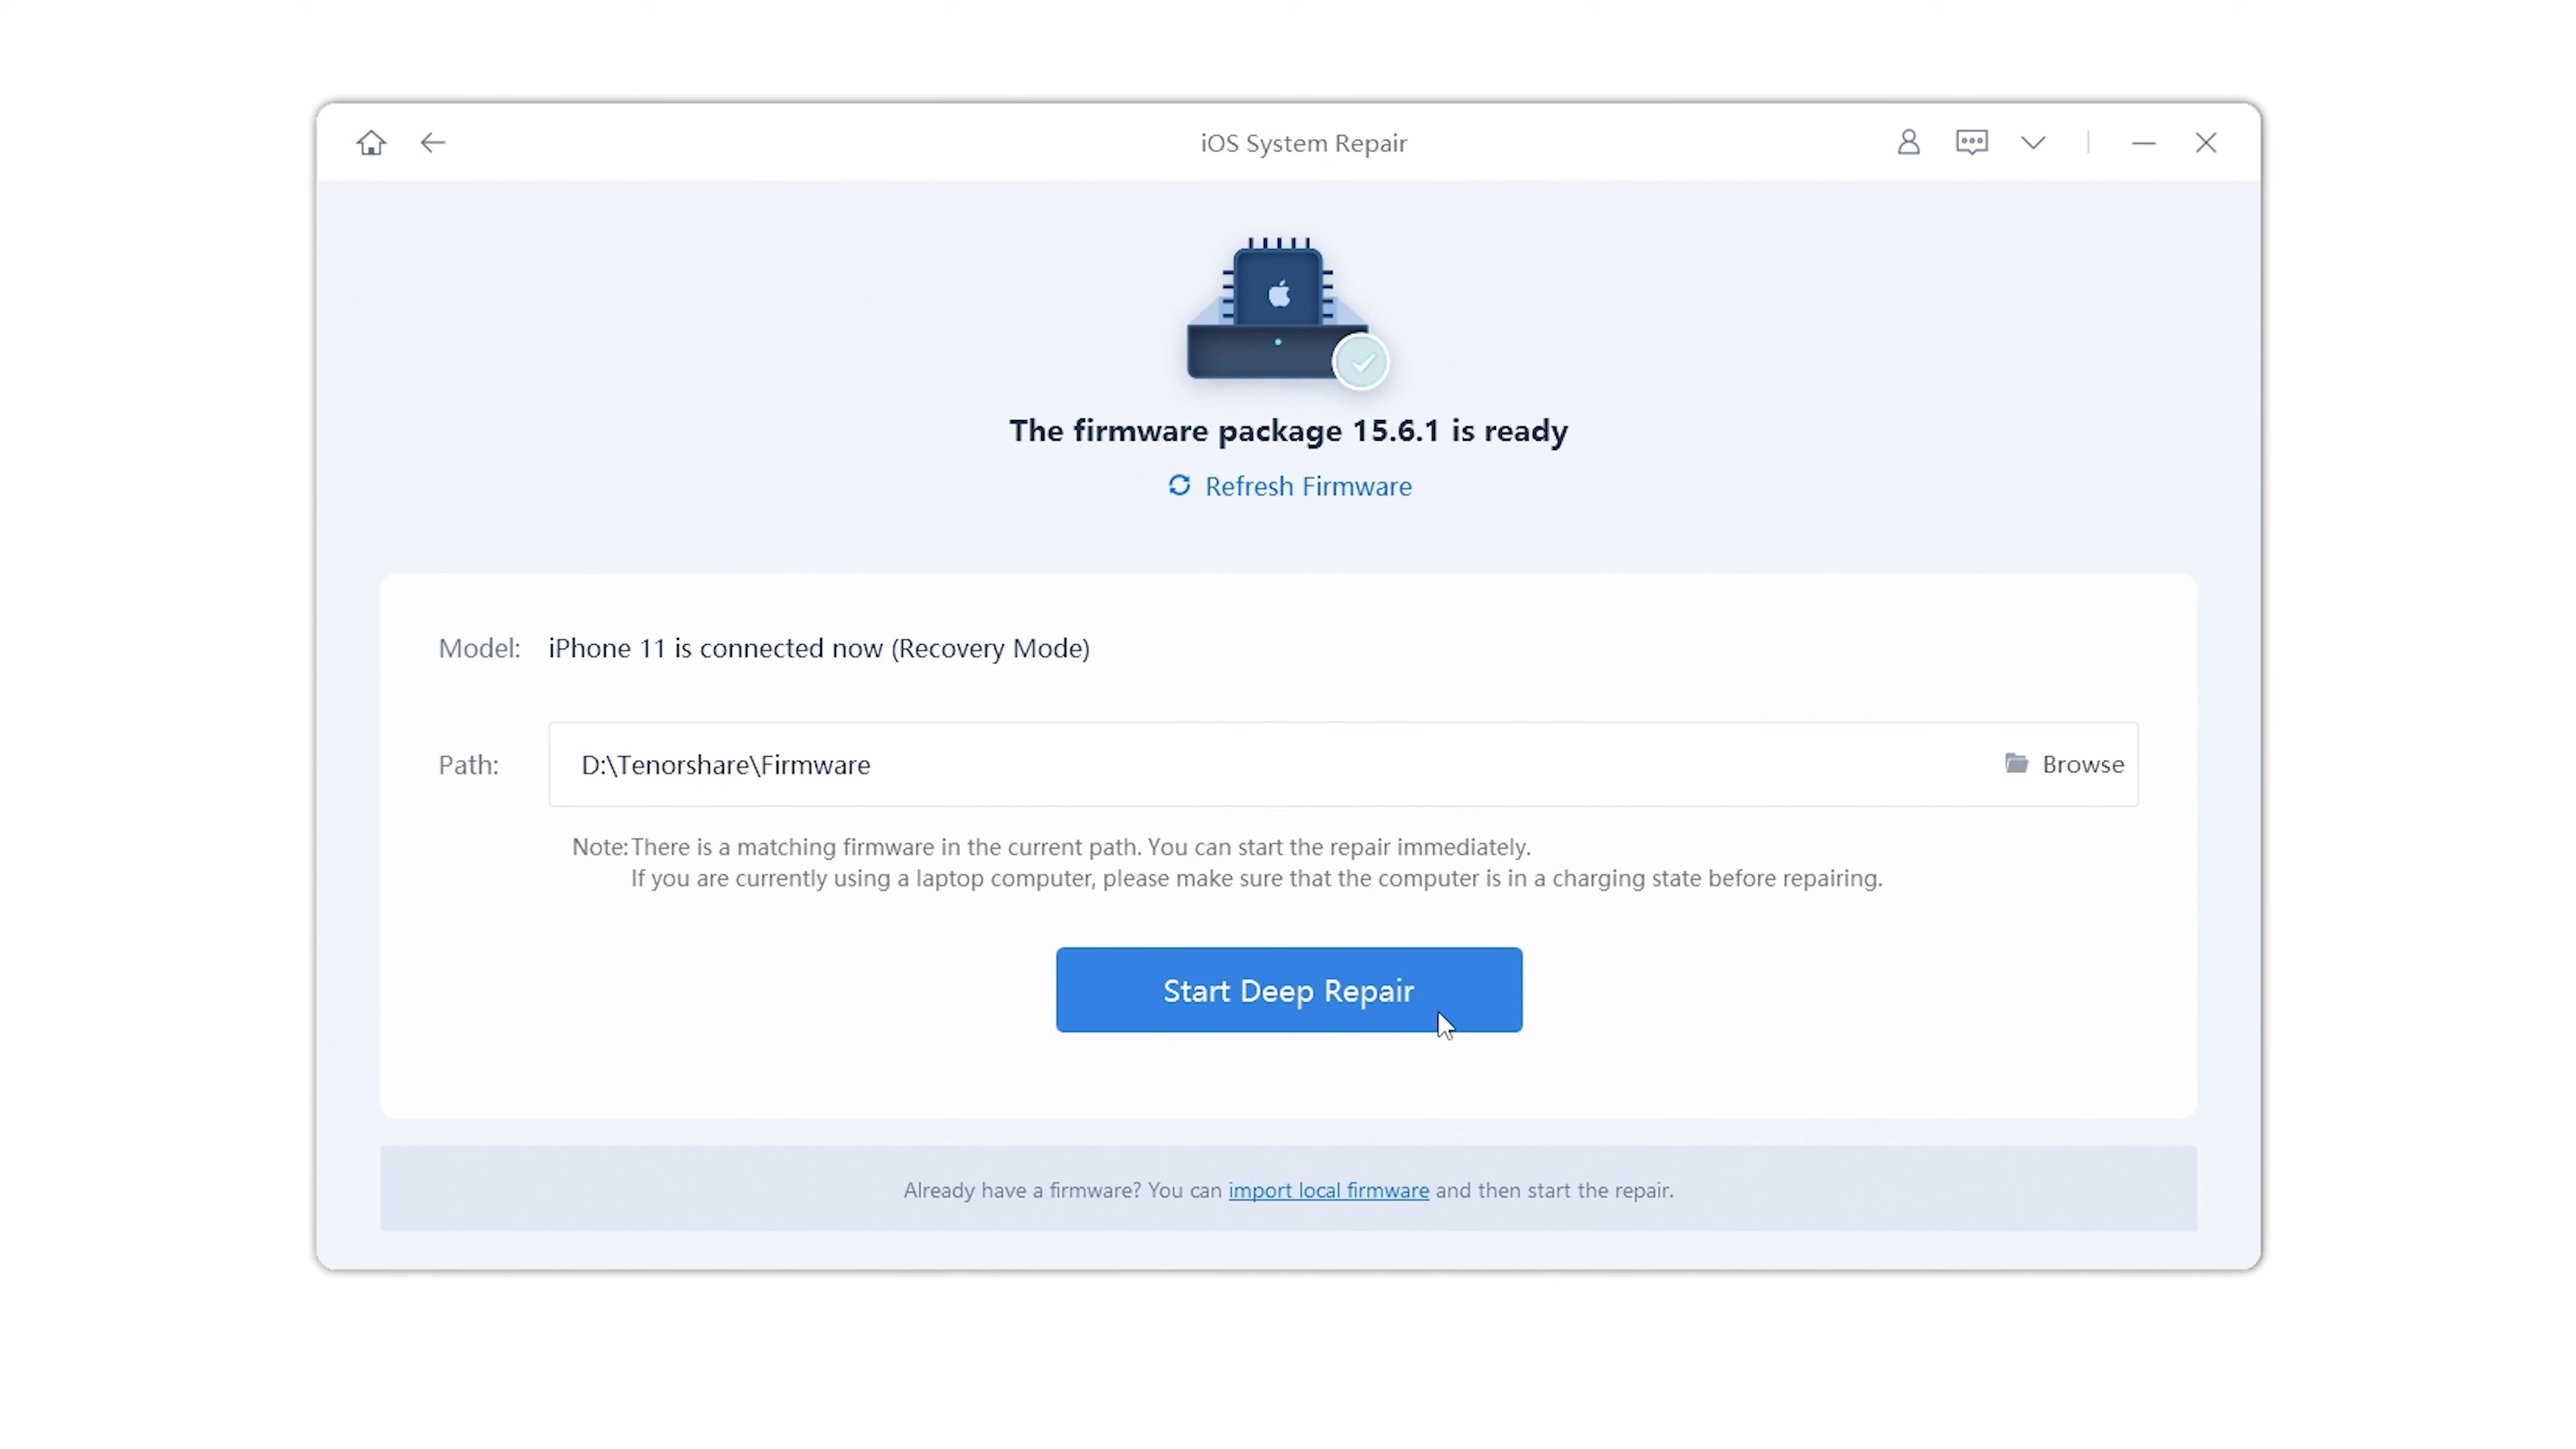 iOS System Repair
The firmware package 15.6.1 is ready
Refresh Firmware
Model: iPhone 11 is connected now (Recovery Mode)
Path: D:\Tenorshare\Firmware Browse
Note: There is a matching firmware in the current path. You can start the repair immediately.
If you are currently using a laptop computer, please make sure that the computer is in a charging state before repairing.
Start Deep Repair
Already have a firmware? You can import local firmware and then start the repair.